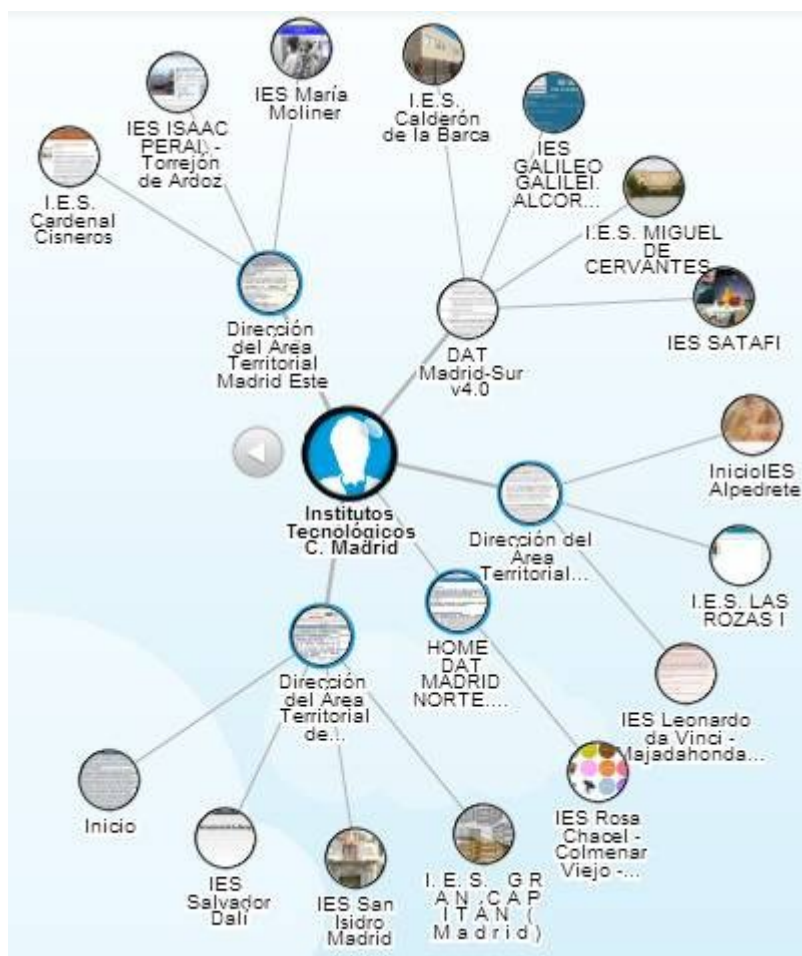 IES María
Moliner
IES ISAAC
PERAL -
Torrejón
de Ardoz
I.E.S.
Cardenal
Cisneros
I.E.S.
Calderón
de la Barca
IES
GALILEO
GALILEI.
ALCOR...
I.E.S. MIGUEL
DE
CERVANTES
IES SATAFI
Dirección
del Área
Territorial
Madrid Este
DAT
Madrid-Sur
v4.0
InicioIES
Alpedrete
Institutos
Tecnológicos
C. Madrid
Dirección del
Área
Territorial...
I.E.S. LAS
ROZAS I
HOME
DAT
MADRID
NORTE....
Dirección
del Área
Territorial
de...
IES Leonardo
da Vinci -
Majadahonda...
Inicio
IES
Salvador
Dalí
IES San
Isidro
Madrid
I.E.S. GR
AN CAP
ITÁN (
Madrid)
IES Rosa
Chacel -
Colmenar
Viejo -...